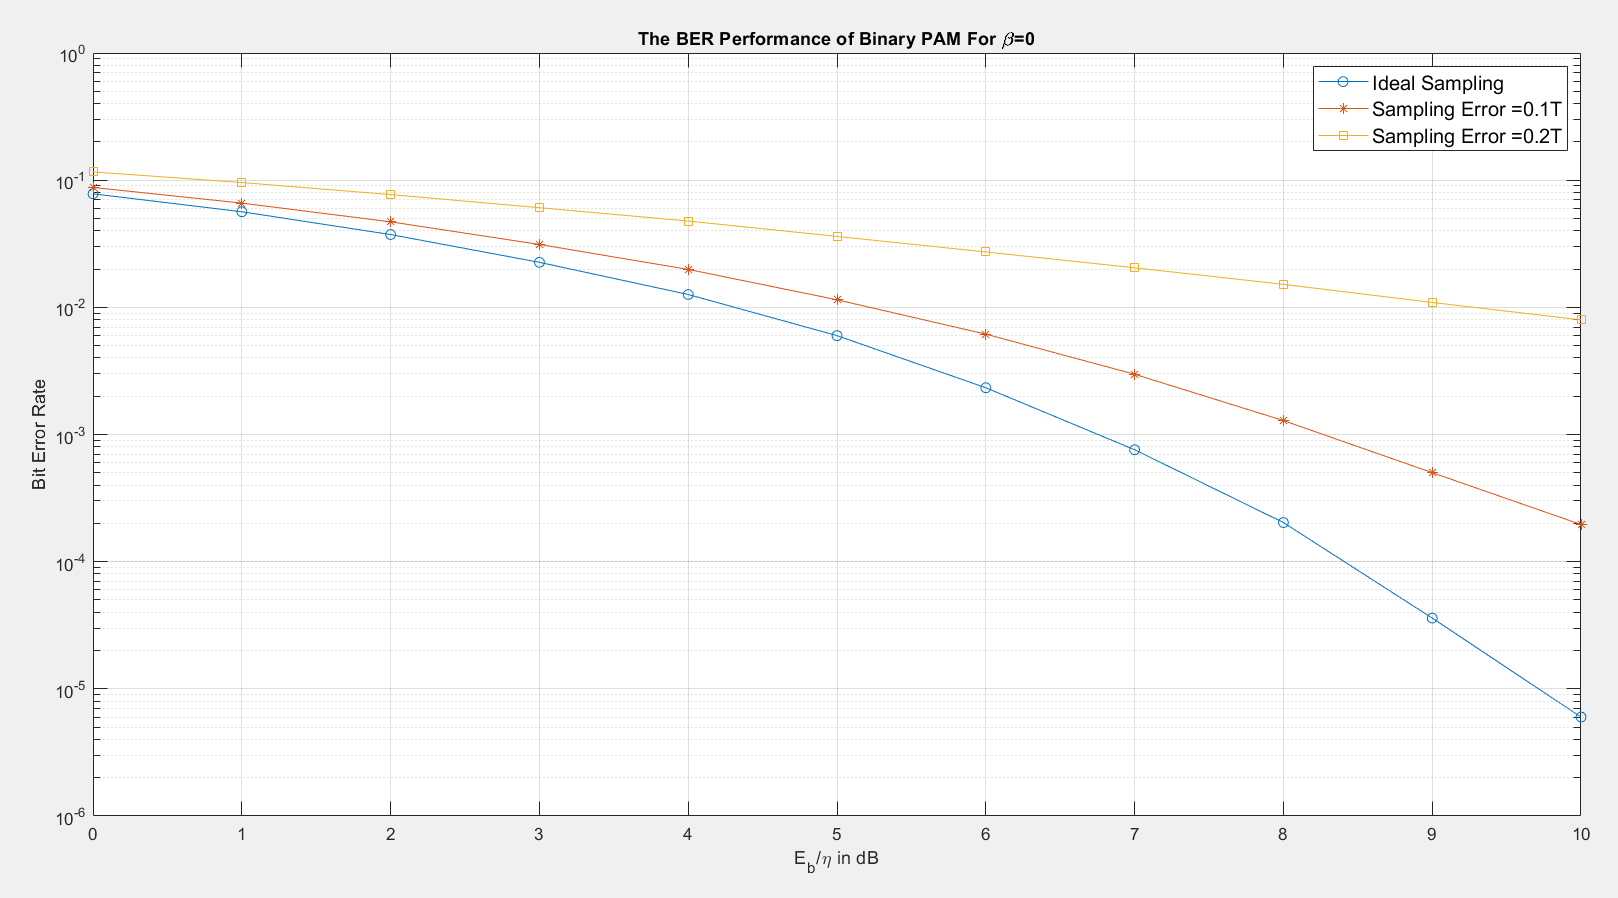 The BER Performance of Binary PAM For β=0
Ideal Sampling
Sampling Error =0.1T
Sampling Error =0.2T
Bit Error Rate
10^0
10^-1
10^-2
10^-3
10^-4
10^-5
10^-6
0 1 2 3 4 5 6 7 8 9 10
E_b/η in dB